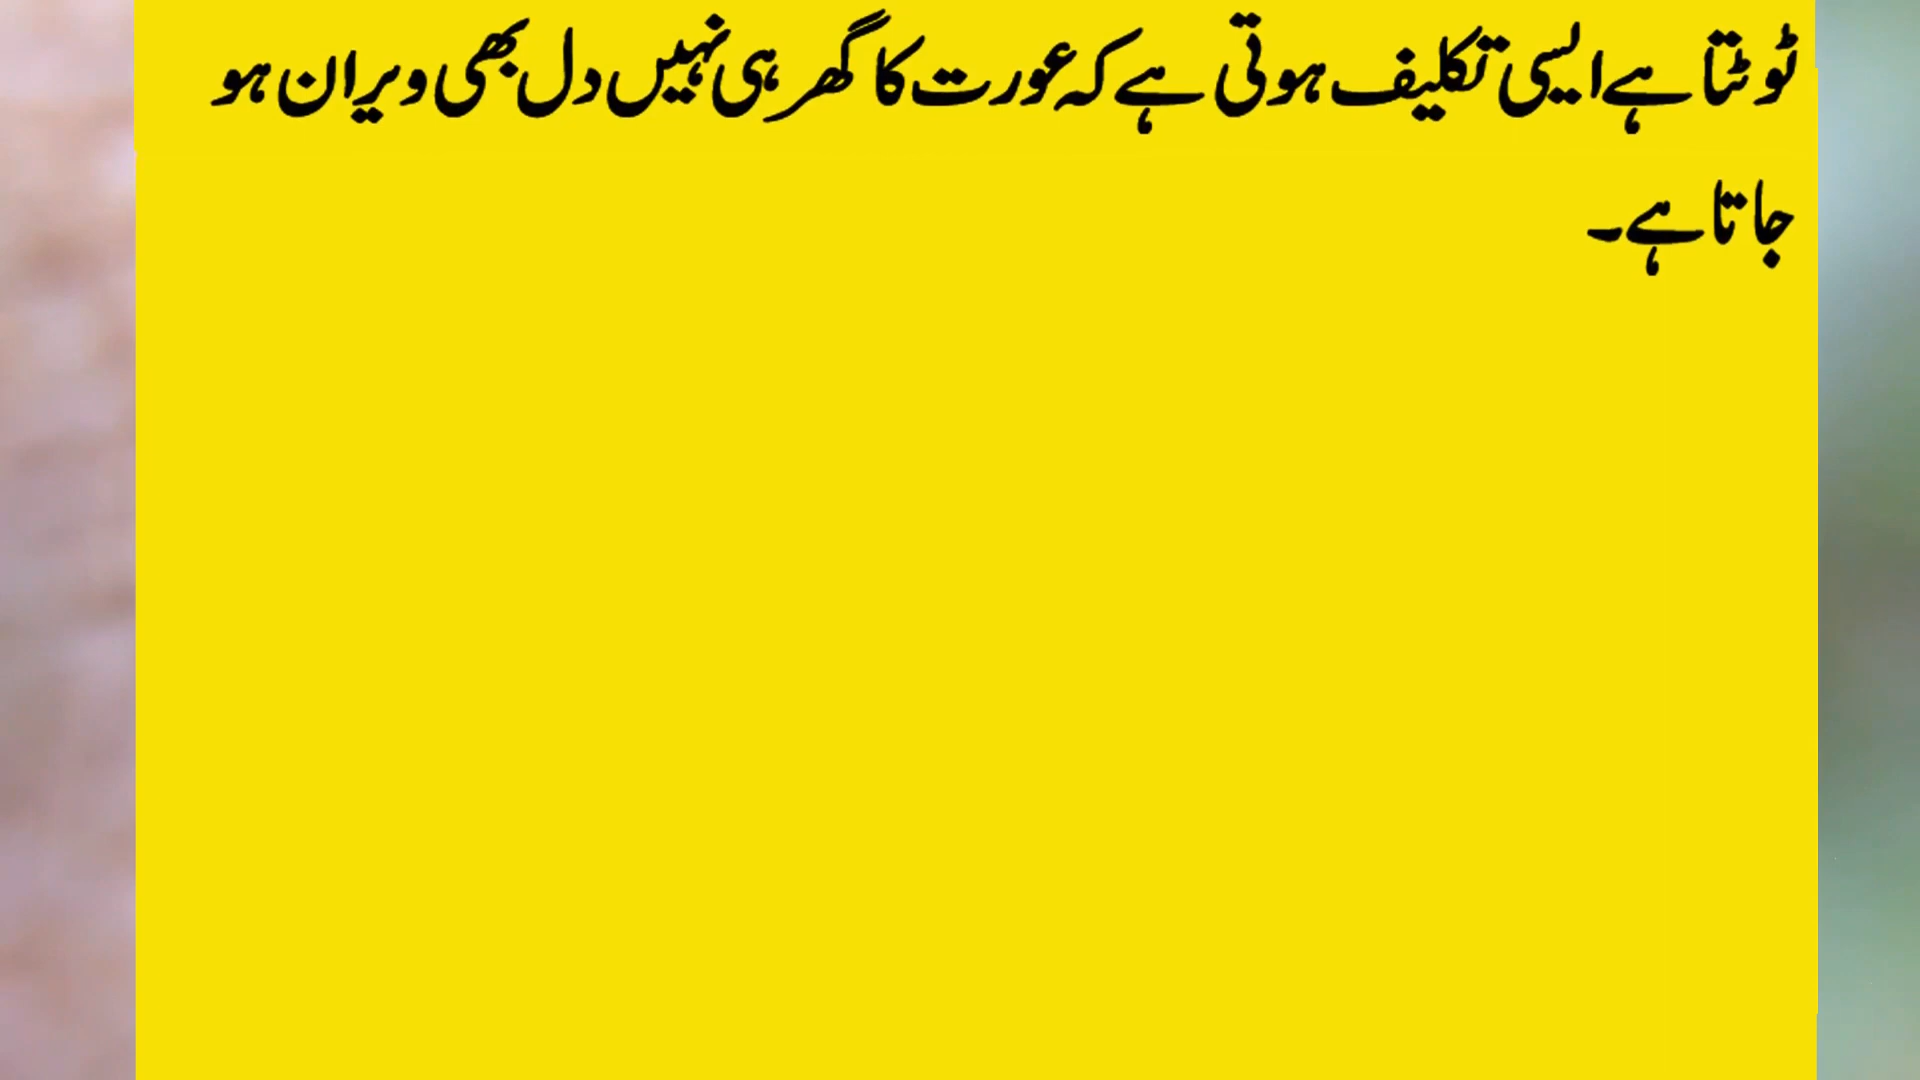 ٹوٹتا ہے ایسی تکلیف ہوتی ہے کہ عورت کا گھر ہی نہیں دل بھی ویران ہو
جاتا ہے۔